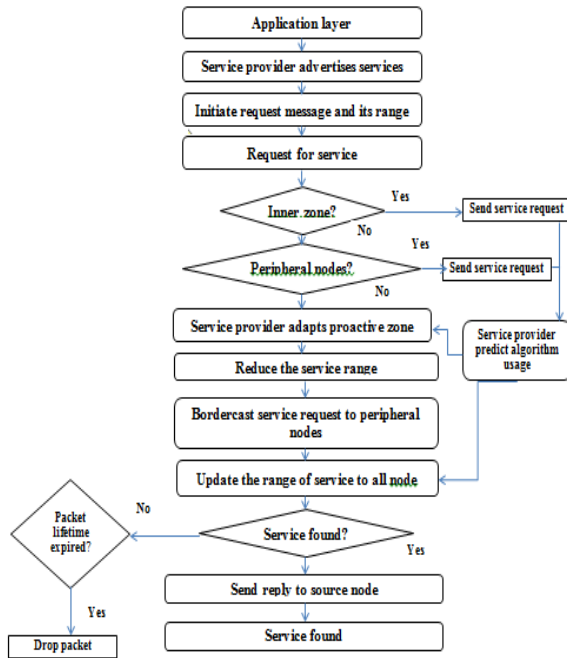 Application layer
Service provider advertises services
Initiate request message and its range
Request for service
Inner zone?
Yes
Send service request
No
Yes
Peripheral nodes?
Send service request
No
Service provider adapts proactive zone
Service provider
predict algorithm
usage
Reduce the service range
Bordercast service request to peripheral
nodes
Update the range of service to all node
Packet
lifetime
expired?
No
Service found?
Yes
Send reply to source node
Yes
Drop packet
Service found